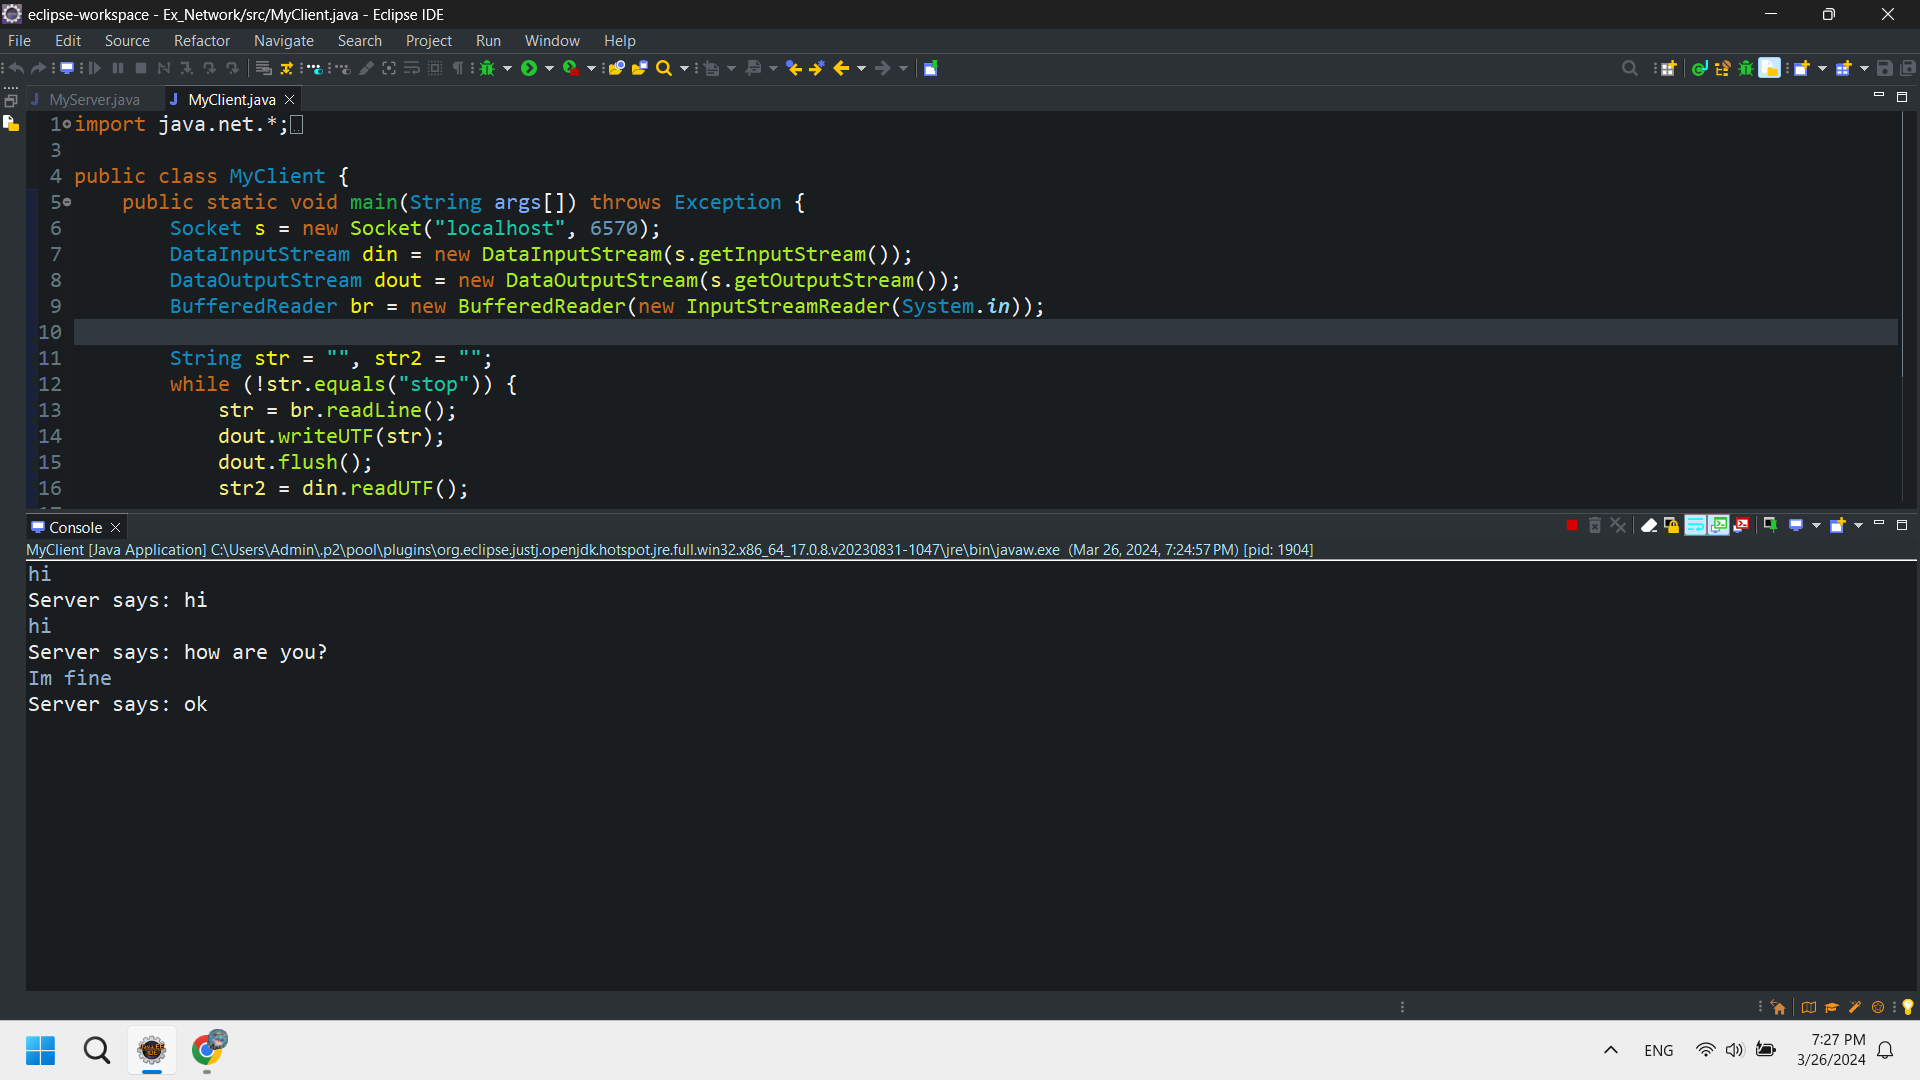 eclipse-workspace - Ex_Network/src/MyClient.java - Eclipse IDE
File Edit Source Refactor Navigate Search Project Run Window Help
MyServer.java MyClient.java
1 import java.net.*;
3
4 public class MyClient {
5 public static void main(String args[]) throws Exception {
6 Socket s = new Socket("localhost", 6570);
7 DataInputStream din = new DataInputStream(s.getInputStream());
8 DataOutputStream dout = new DataOutputStream(s.getOutputStream());
9 BufferedReader br = new BufferedReader(new InputStreamReader(System.in));
10
11 String str = "", str2 = "";
12 while (!str.equals("stop")) {
13 str = br.readLine();
14 dout.writeUTF(str);
15 dout.flush();
16 str2 = din.readUTF();
Console
MyClient [Java Application] C:\Users\Admin\.p2\pool\plugins\org.eclipse.justj.openjdk.hotspot.jre.full.win32.x86_64_17.0.8.v20230831-1047\jre\bin\javaw.exe (Mar 26, 2024, 7:24:57 PM) [pid: 1904]
hi
Server says: hi
hi
Server says: how are you?
Im fine
Server says: ok
ENG
7:27 PM
3/26/2024